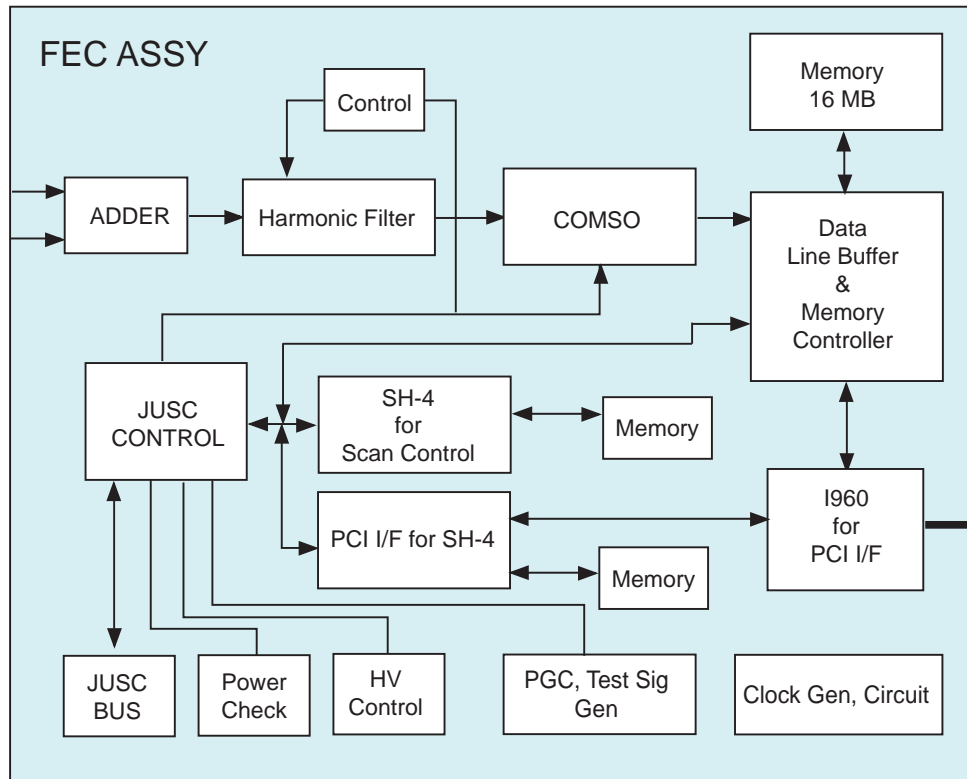 FEC ASSY
Memory
16 MB
Control
ADDER
Harmonic Filter
COMSO
Data
Line Buffer
&
Memory
Controller
JUSC
CONTROL
SH-4
for
Scan Control
Memory
PCI I/F for SH-4
Memory
I960
for
PCI I/F
JUSC
BUS
Power
Check
HV
Control
PGC, Test Sig
Gen
Clock Gen, Circuit